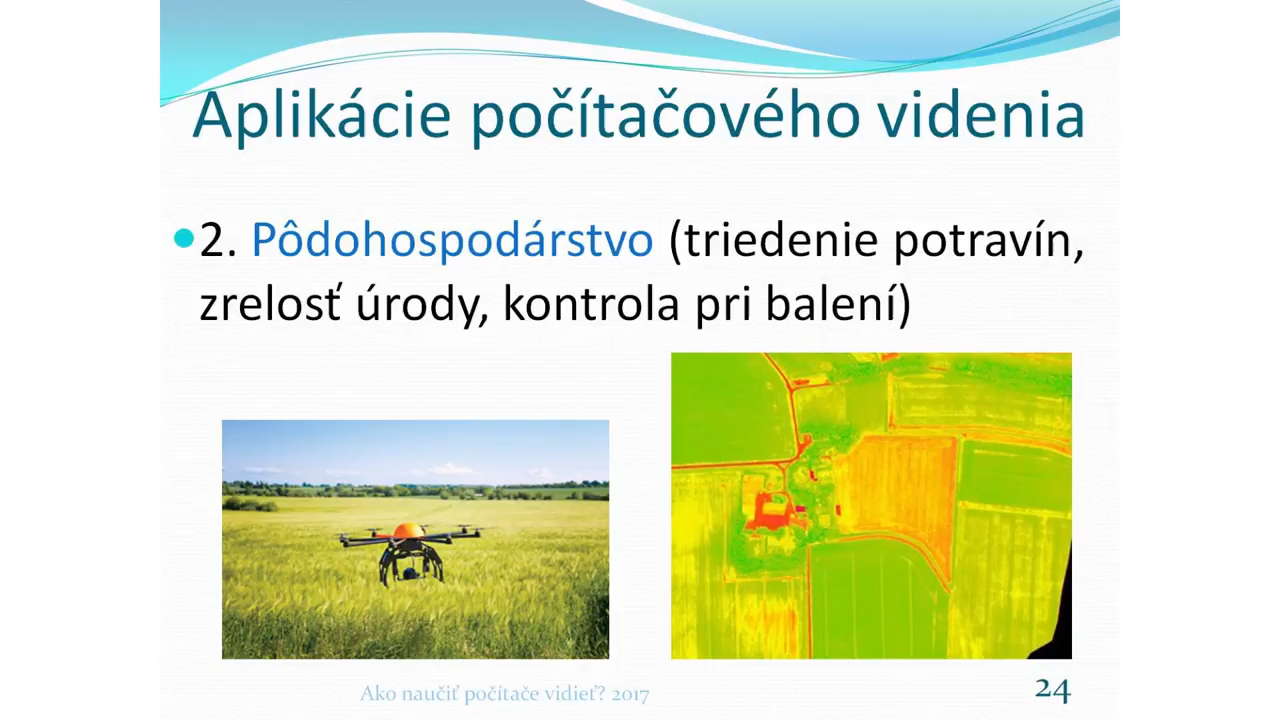 Aplikácie počítačového videnia
2. Pôdohospodárstvo (triedenie potravín,
zrelosť úrody, kontrola pri balení)
Ako naučiť počítače vidieť? 2017
24